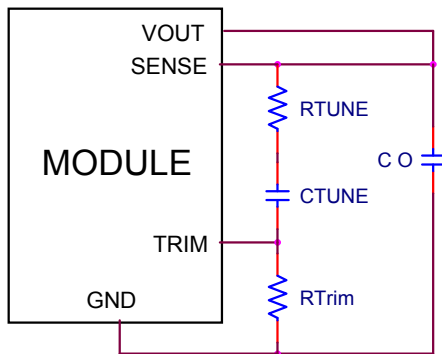 VOUT
SENSE
RTUNE
MODULE
C O
CTUNE
TRIM
GND
RTrim